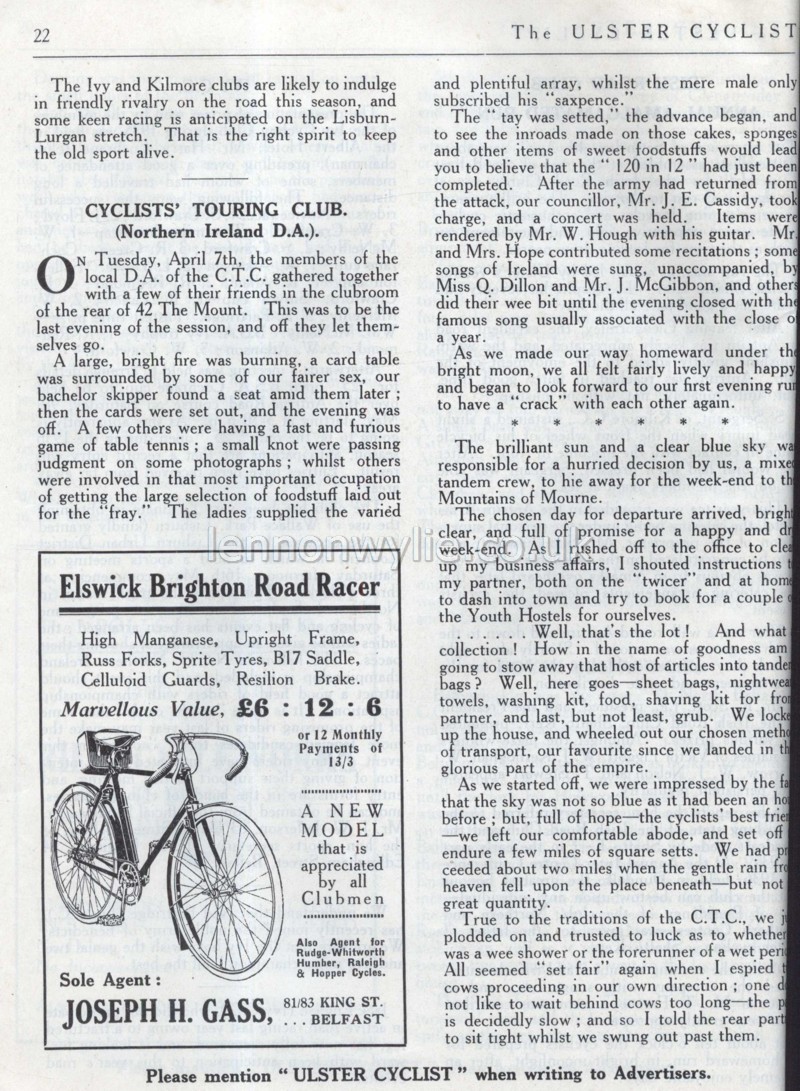 22
The ULSTER CYCLIST
The Ivy and Kilmore clubs are likely to indulge
in friendly rivalry on the road this season, and
some keen racing is anticipated on the Lisburn-
Lurgan stretch. That is the right spirit to keep
the old sport alive.
CYCLISTS' TOURING CLUB.
(Northern Ireland D.A.).
ON Tuesday, April 7th, the members of the
local D.A. of the C.T.C. gathered together
with a few of their friends in the clubroom
of the rear of 42 The Mount. This was to be the
last evening of the session, and off they let them-
selves go.
A large, bright fire was burning, a card table
was surrounded by some of our fairer sex, our
bachelor skipper found a seat amid them later ;
then the cards were set out, and the evening was
off. A few others were having a fast and furious
game of table tennis ; a small knot were passing
judgment on some photographs ; whilst others
were involved in that most important occupation
of getting the large selection of foodstuff laid out
for the "fray." The ladies supplied the varied
Elswick Brighton Road Racer
High Manganese, Upright Frame,
Russ Forks, Sprite Tyres, B17 Saddle,
Celluloid Guards, Resilion Brake.
Marvellous Value, £6 : 12 : 6
or 12 Monthly
Payments of
13/3
A NEW
MODEL
that is
appreciated
by all
Clubmen
Also Agent for
Rudge-Whitworth
Humber, Raleigh
& Hopper Cycles.
Sole Agent :
JOSEPH H. GASS, 81/83 KING ST.
... BELFAST
and plentiful array, whilst the mere male only
subscribed his "saxpence."
The " tay was setted," the advance began, and
to see the inroads made on those cakes, sponges
and other items of sweet foodstuffs would lead
you to believe that the " 120 in 12 " had just been
completed. After the army had returned from
the attack, our councillor, Mr. J. E. Cassidy, took
charge, and a concert was held. Items were
rendered by Mr. W. Hough with his guitar. Mr.
and Mrs. Hope contributed some recitations ; some
songs of Ireland were sung, unaccompanied, by
Miss Q. Dillon and Mr. J. McGibbon, and others
did their wee bit until the evening closed with the
famous song usually associated with the close
a year.
As we made our way homeward under the
bright moon, we all felt fairly lively and happy
and began to look forward to our first evening run
to have a "crack" with each other again.
* * * * * *
The brilliant sun and a clear blue sky
responsible for a hurried decision by us, a mixed
tandem crew, to hie away for the week-end to
Mountains of Mourne.
The chosen day for departure arrived, bright
clear, and full of promise for a happy and
week-end. As I rushed off to the office to
up my business affairs, I shouted instructions
my partner, both on the "twicer" and at home
to dash into town and try to book for a couple
the Youth Hostels for ourselves.
. . . . . . Well, that's the lot ! And what
collection ! How in the name of goodness am
going to stow away that host of articles into
bags ? Well, here goes—sheet bags,
towels, washing kit, food, shaving kit for
partner, and last, but not least, grub. We
up the house, and wheeled out our chosen
of transport, our favourite since we landed in
glorious part of the empire.
As we started off, we were impressed by the
that the sky was not so blue as it had been an
before ; but, full of hope—the cyclists' best
—we left our comfortable abode, and set off
endure a few miles of square setts. We had
ceeded about two miles when the gentle rain
heaven fell upon the place beneath—but not
great quantity.
True to the traditions of the C.T.C., we
plodded on and trusted to luck as to whether
was a wee shower or the forerunner of a wet
All seemed "set fair" again when I espied
cows proceeding in our own direction ; one
not like to wait behind cows too long—the
is decidedly slow ; and so I told the rear
to sit tight whilst we swung out past them.
Please mention " ULSTER CYCLIST " when writing to Advertisers.
lennonwylie.co.uk